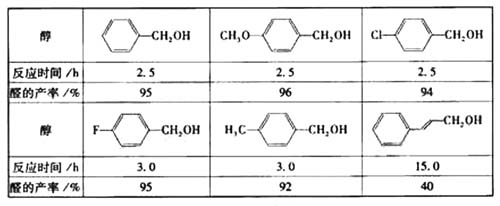 醇 CH₂OH CH₃O CH₂OH Cl CH₂OH
反应时间/h 2.5 2.5 2.5
醛的产率/% 95 96 94
醇 F CH₂OH H₃C CH₂OH CH₂OH
反应时间/h 3.0 3.0 15.0
醛的产率/% 95 92 40